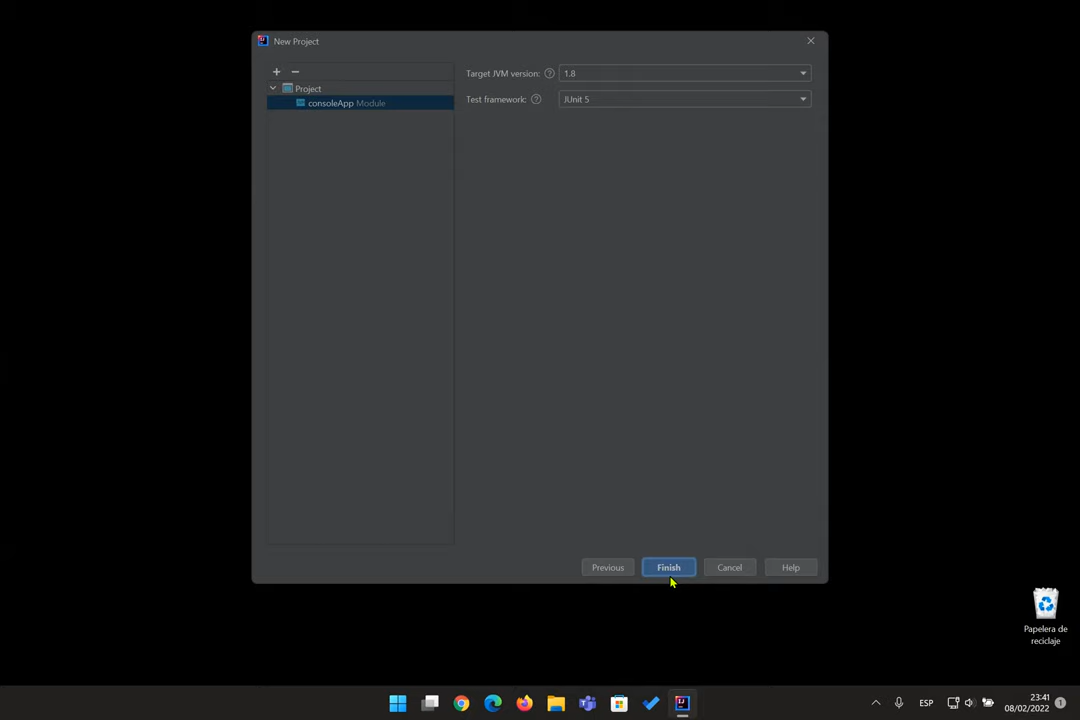 New Project
Target JVM version: 1.8
Project
Test framework: JUnit 5
consoleApp Module
Previous
Finish
Cancel
Help
Papelera de
reciclaje
ESP
23:41
08/02/2022
1